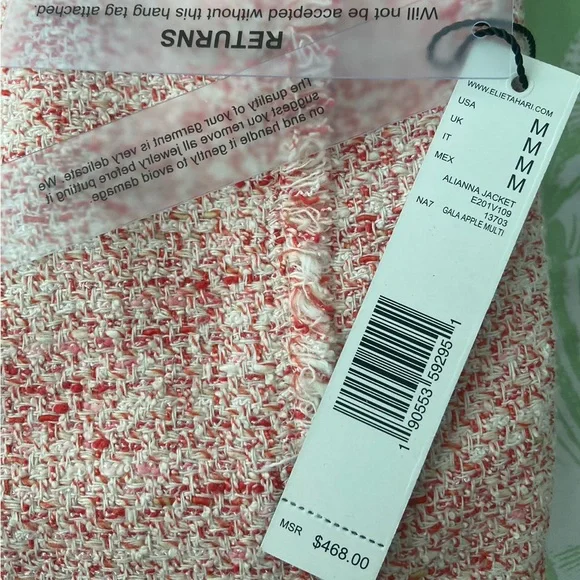 RETURNS
Will not be accepted without this hang tag attached.
The quality of your garment is very delicate. We
suggest you remove all jewelry before putting it
on and handle it gently to avoid damage.
WWW.ELIETAHARI.COM
USA M
UK M
IT M
MEX M
ALIANNA JACKET
E201V109
13703
NA7 GALA APPLE MULTI
1 90553 59295 1
MSR $468.00